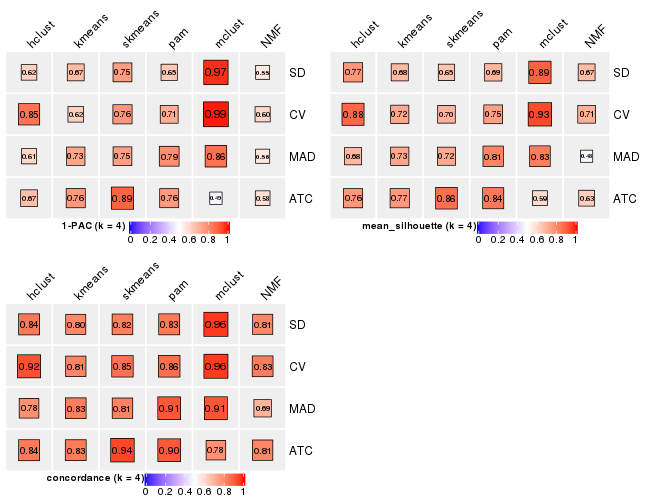 hclust kmeans skmeans pam mclust NMF
0.62 0.67 0.75 0.65 0.97 0.55 SD
0.85 0.62 0.76 0.71 0.99 0.60 CV
0.61 0.73 0.75 0.79 0.86 0.56 MAD
0.67 0.76 0.89 0.76 0.49 0.58 ATC
1-PAC (k = 4)
0 0.2 0.4 0.6 0.8 1
hclust kmeans skmeans pam mclust NMF
0.77 0.68 0.65 0.69 0.89 0.67 SD
0.88 0.72 0.70 0.75 0.93 0.71 CV
0.68 0.73 0.72 0.81 0.83 0.48 MAD
0.76 0.77 0.86 0.84 0.59 0.63 ATC
mean_silhouette (k = 4)
0 0.2 0.4 0.6 0.8 1
hclust kmeans skmeans pam mclust NMF
0.84 0.80 0.82 0.83 0.96 0.81 SD
0.92 0.81 0.85 0.86 0.96 0.83 CV
0.78 0.83 0.81 0.91 0.91 0.69 MAD
0.84 0.83 0.94 0.90 0.78 0.81 ATC
concordance (k = 4)
0 0.2 0.4 0.6 0.8 1